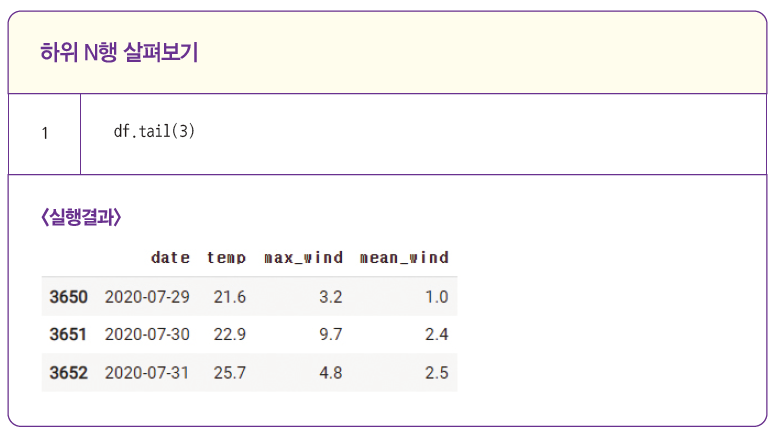 하위 N행 살펴보기
1 df.tail(3)
〈실행결과〉
date temp max_wind mean_wind
3650 2020-07-29 21.6 3.2 1.0
3651 2020-07-30 22.9 9.7 2.4
3652 2020-07-31 25.7 4.8 2.5